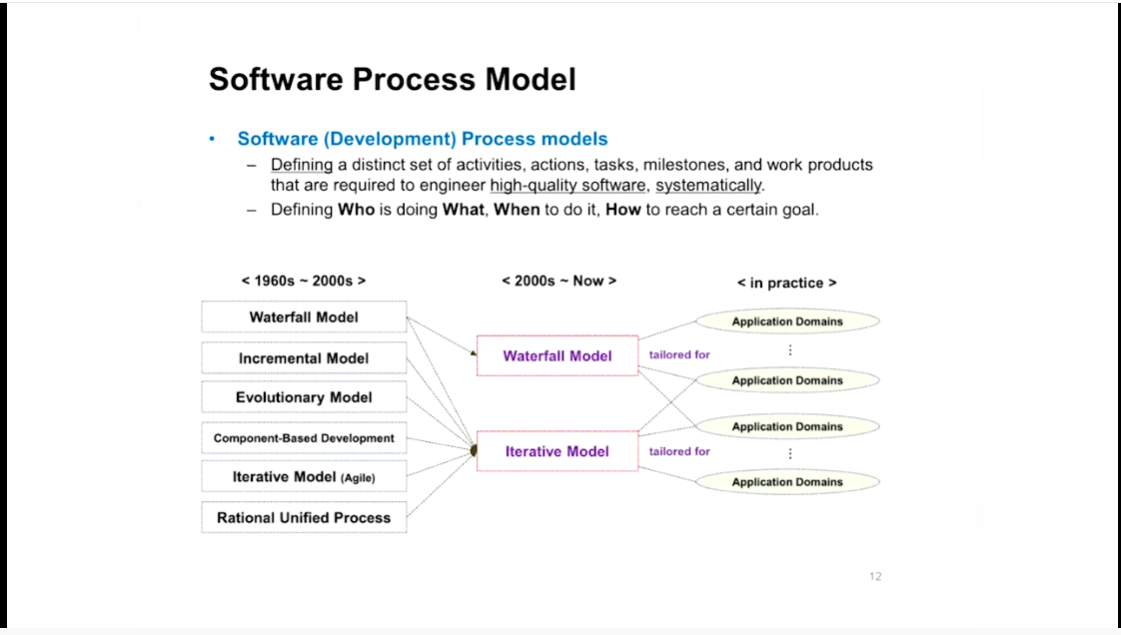 Software Process Model
• Software (Development) Process models
– Defining a distinct set of activities, actions, tasks, milestones, and work products
that are required to engineer high-quality software, systematically.
– Defining Who is doing What, When to do it, How to reach a certain goal.
< 1960s ~ 2000s >
Waterfall Model
Incremental Model
Evolutionary Model
Component-Based Development
Iterative Model (Agile)
Rational Unified Process
< 2000s ~ Now >
Waterfall Model
Iterative Model
tailored for
tailored for
< in practice >
Application Domains
⋮
Application Domains
Application Domains
⋮
Application Domains
12